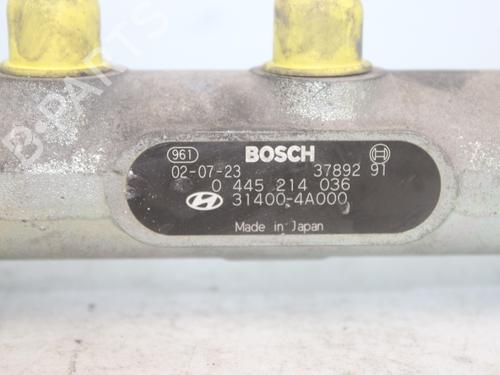 B-PARTS
961 BOSCH
02-07-23 37892 91
0 445 214 036
31400-4A000
Made in Japan